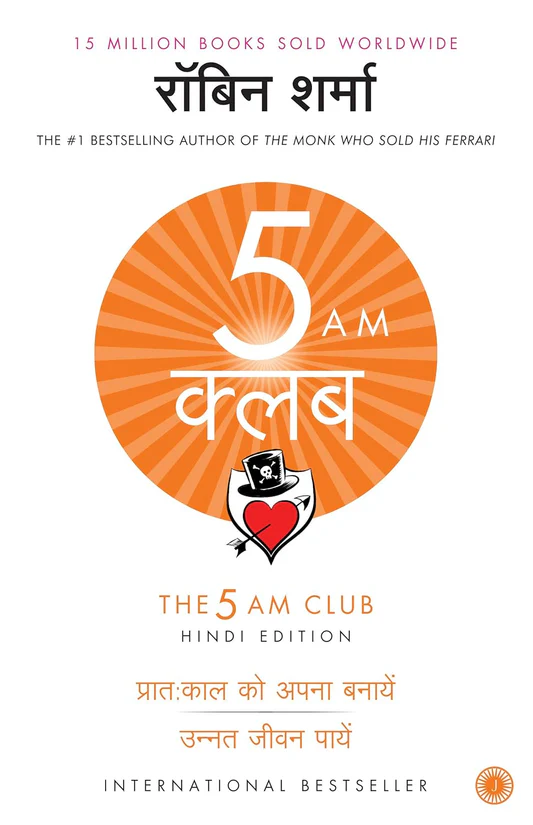 15 MILLION BOOKS SOLD WORLDWIDE
रॉबिन शर्मा
THE #1 BESTSELLING AUTHOR OF THE MONK WHO SOLD HIS FERRARI
5 AM
क्लब
THE 5 AM CLUB
HINDI EDITION
प्रात:काल को अपना बनायें
उन्नत जीवन पायें
INTERNATIONAL BESTSELLER
J